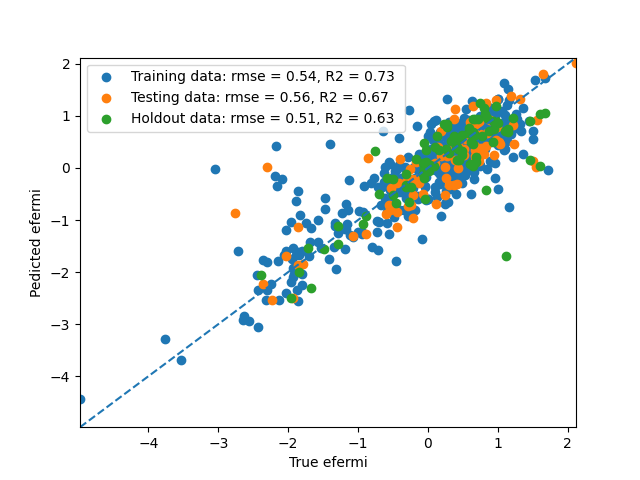 Training data: rmse = 0.54, R2 = 0.73
Testing data: rmse = 0.56, R2 = 0.67
Holdout data: rmse = 0.51, R2 = 0.63
2
1
0
−1
−2
−3
−4
Pedicted efermi
−4 −3 −2 −1 0 1 2
True efermi